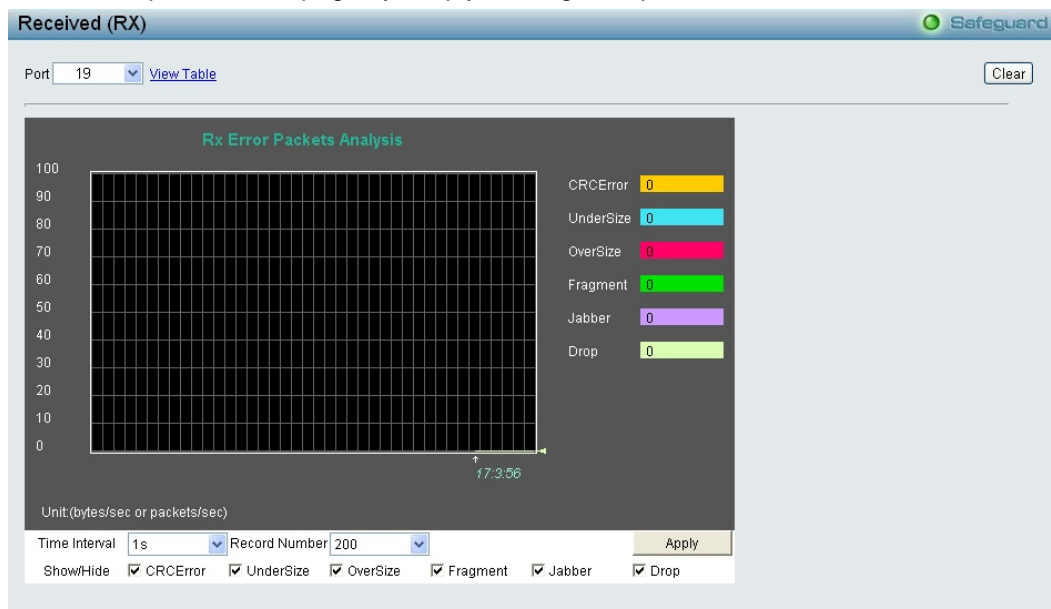 Received (RX)
Safeguard
Port 19 View Table
Clear
Rx Error Packets Analysis
100
90
80
70
60
50
40
30
20
10
0
CRCError 0
UnderSize 0
OverSize 0
Fragment 0
Jabber 0
Drop 0
17:3:56
Unit:(bytes/sec or packets/sec)
Time Interval 1s Record Number 200 Apply
Show/Hide CRCError UnderSize OverSize Fragment Jabber Drop